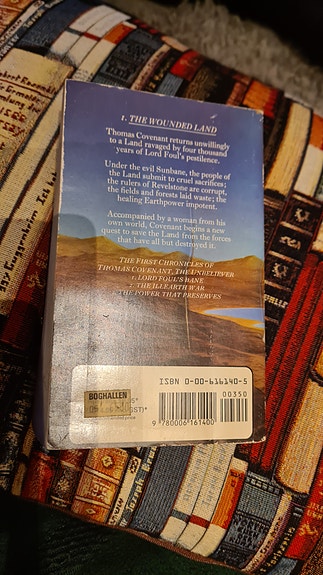 1. THE WOUNDED LAND
Thomas Covenant returns unwillingly
to a Land ravaged by four thousand
years of Lord Foul's pestilence.
Under the evil Sunbane, the people of
the Land submit to cruel sacrifices;
the rulers of Revelstone are corrupt,
the fields and forests laid waste; the
healing Earthpower impotent.
Accompanied by a woman from his
own world, Covenant begins a new
quest to save the Land from the forces
that have all but destroyed it.
THE FIRST CHRONICLES OF
THOMAS COVENANT, THE UNBELIEVER
1. LORD FOUL'S BANE
2. THE ILLEARTH WAR
THE POWER THAT PRESERVES
ISBN 0-00-616140-5
00350
BOGHALLEN
9 780006 161400